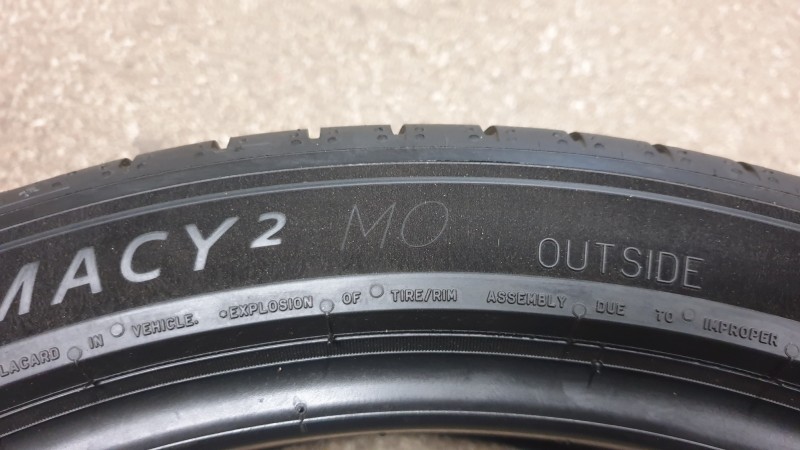 MACY² MO OUTSIDE
LACARD IN VEHICLE. •EXPLOSION OF TIRE/RIM ASSEMBLY DUE TO IMPROPER